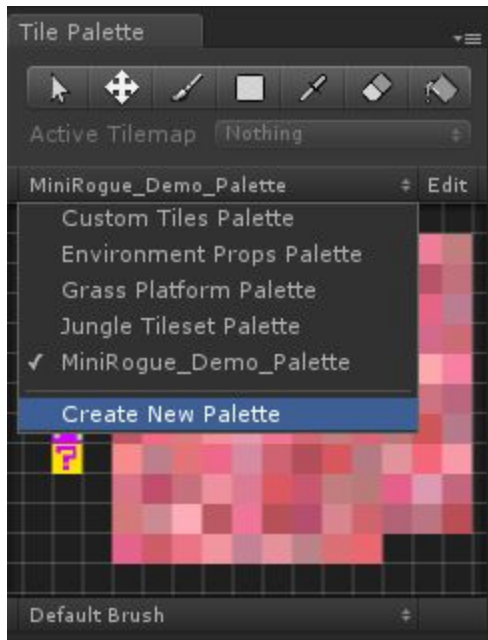 Tile Palette
Active Tilemap Nothing
MiniRogue_Demo_Palette Edit
Custom Tiles Palette
Environment Props Palette
Grass Platform Palette
Jungle Tileset Palette
✓ MiniRogue_Demo_Palette
Create New Palette
?
Default Brush